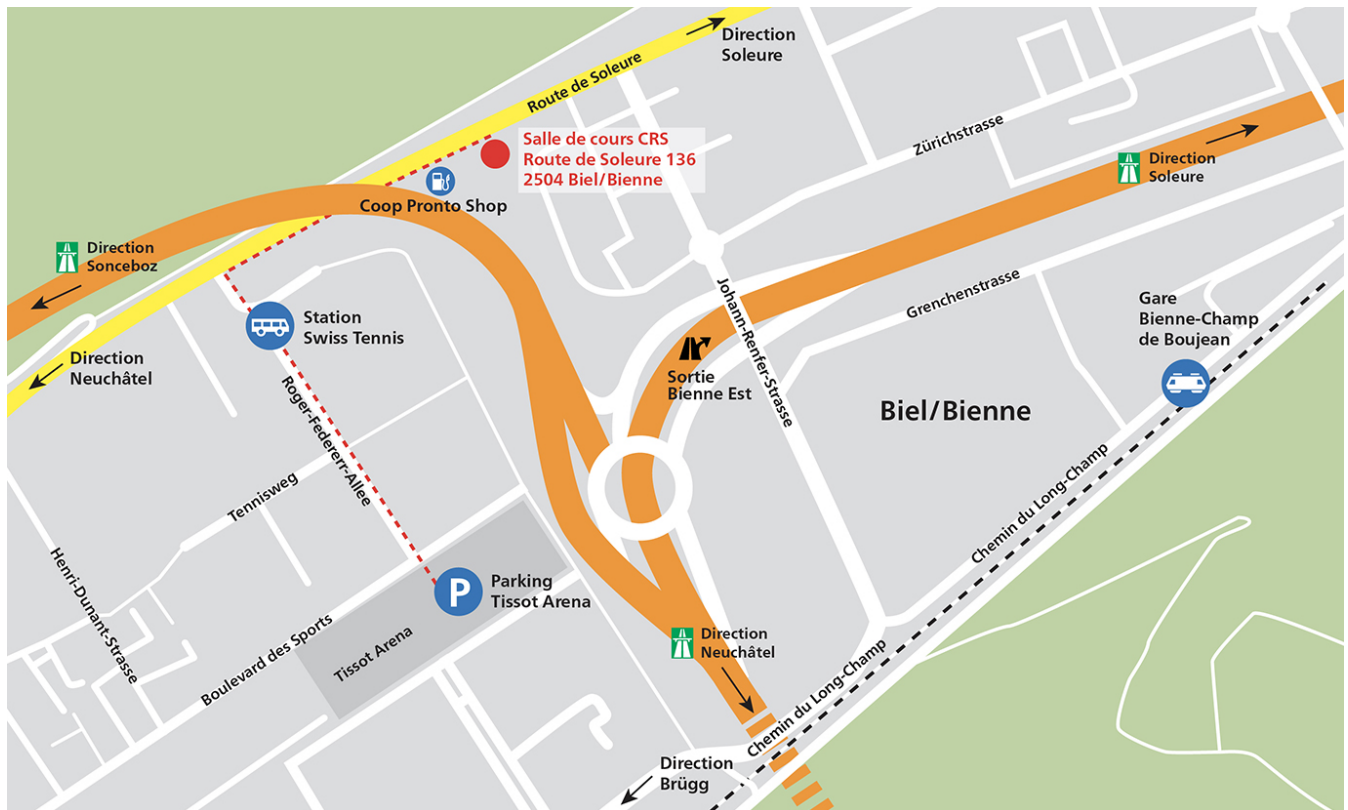 Direction
Soleure
Route de Soleure
Salle de cours CRS
Route de Soleure 136
2504 Biel/Bienne
Zürichstrasse
Direction
Soleure
Coop Pronto Shop
Direction
Sonceboz
Johann-Renfer-Strasse
Grenchenstrasse
Gare
Bienne-Champ
de Boujean
Station
Swiss Tennis
Direction
Neuchâtel
Sortie
Bienne Est
Roger-Federerr-Allee
Biel/Bienne
Tennisweg
Chemin du Long-Champ
Henri-Dunant-Strasse
P
Parking
Tissot Arena
Boulevard des Sports
Tissot Arena
Direction
Neuchâtel
Chemin du Long-Champ
Direction
Brügg